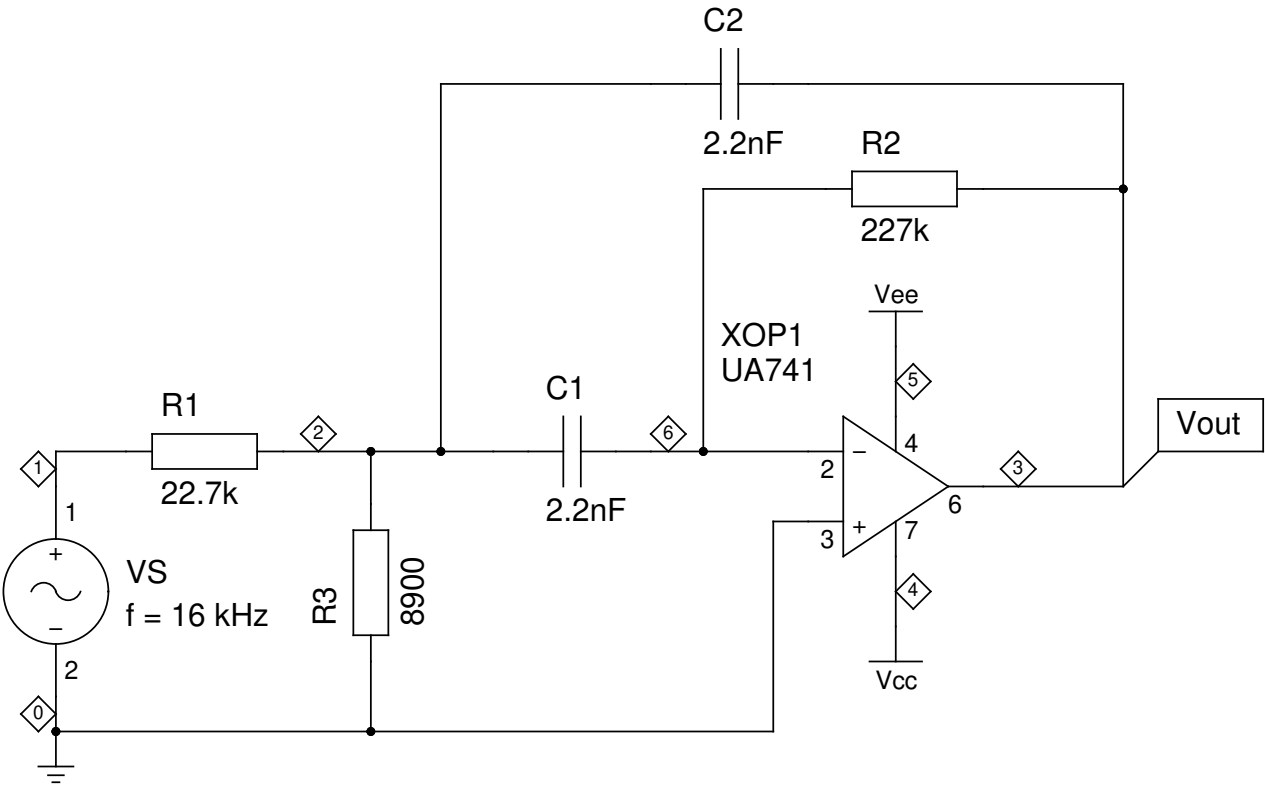 C2
2.2nF
R2
227k
Vee
XOP1
UA741
5
C1
R1
2
6
4
Vout
1
−
2
3
22.7k
1
2.2nF
6
+
3
7
+
VS
f = 16 kHz
−
R3
8900
4
2
Vcc
0